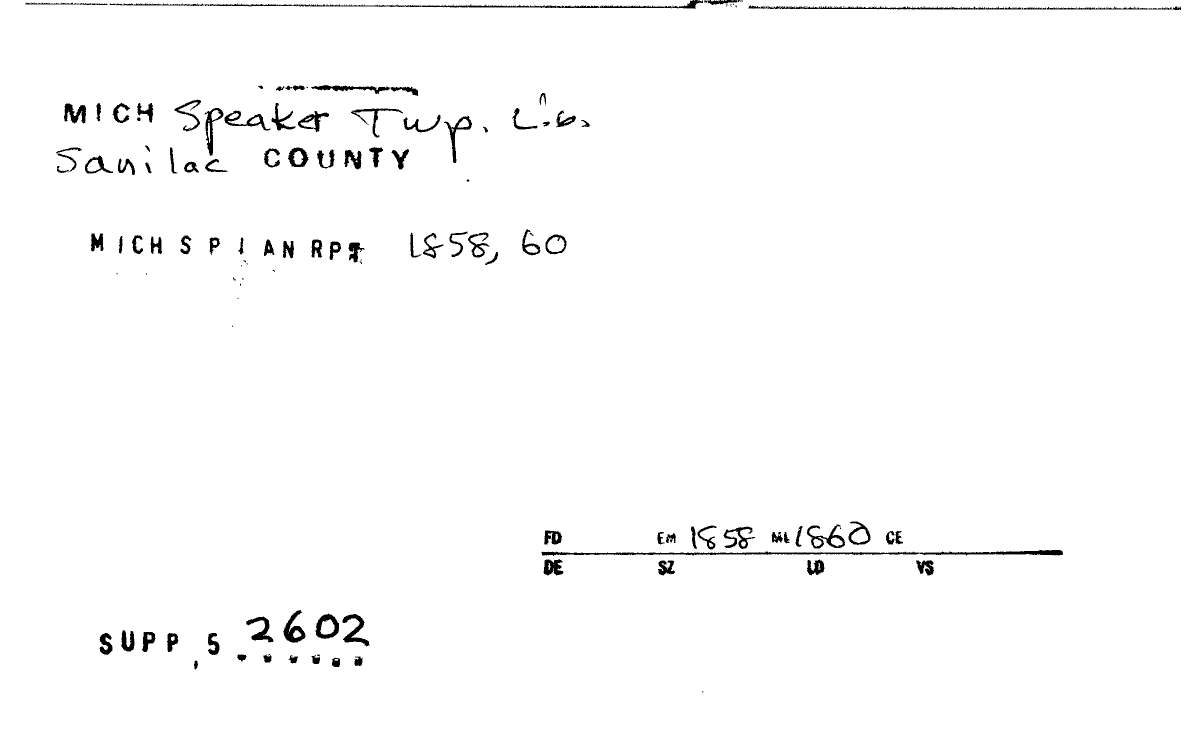 MICH Speaker Twp. Lib.
Sanilac COUNTY
MICH S P I AN RPT 1858, 60
FD EM 1858 ML 1860 CE
DE SZ LD VS
SUPP, 5 2602